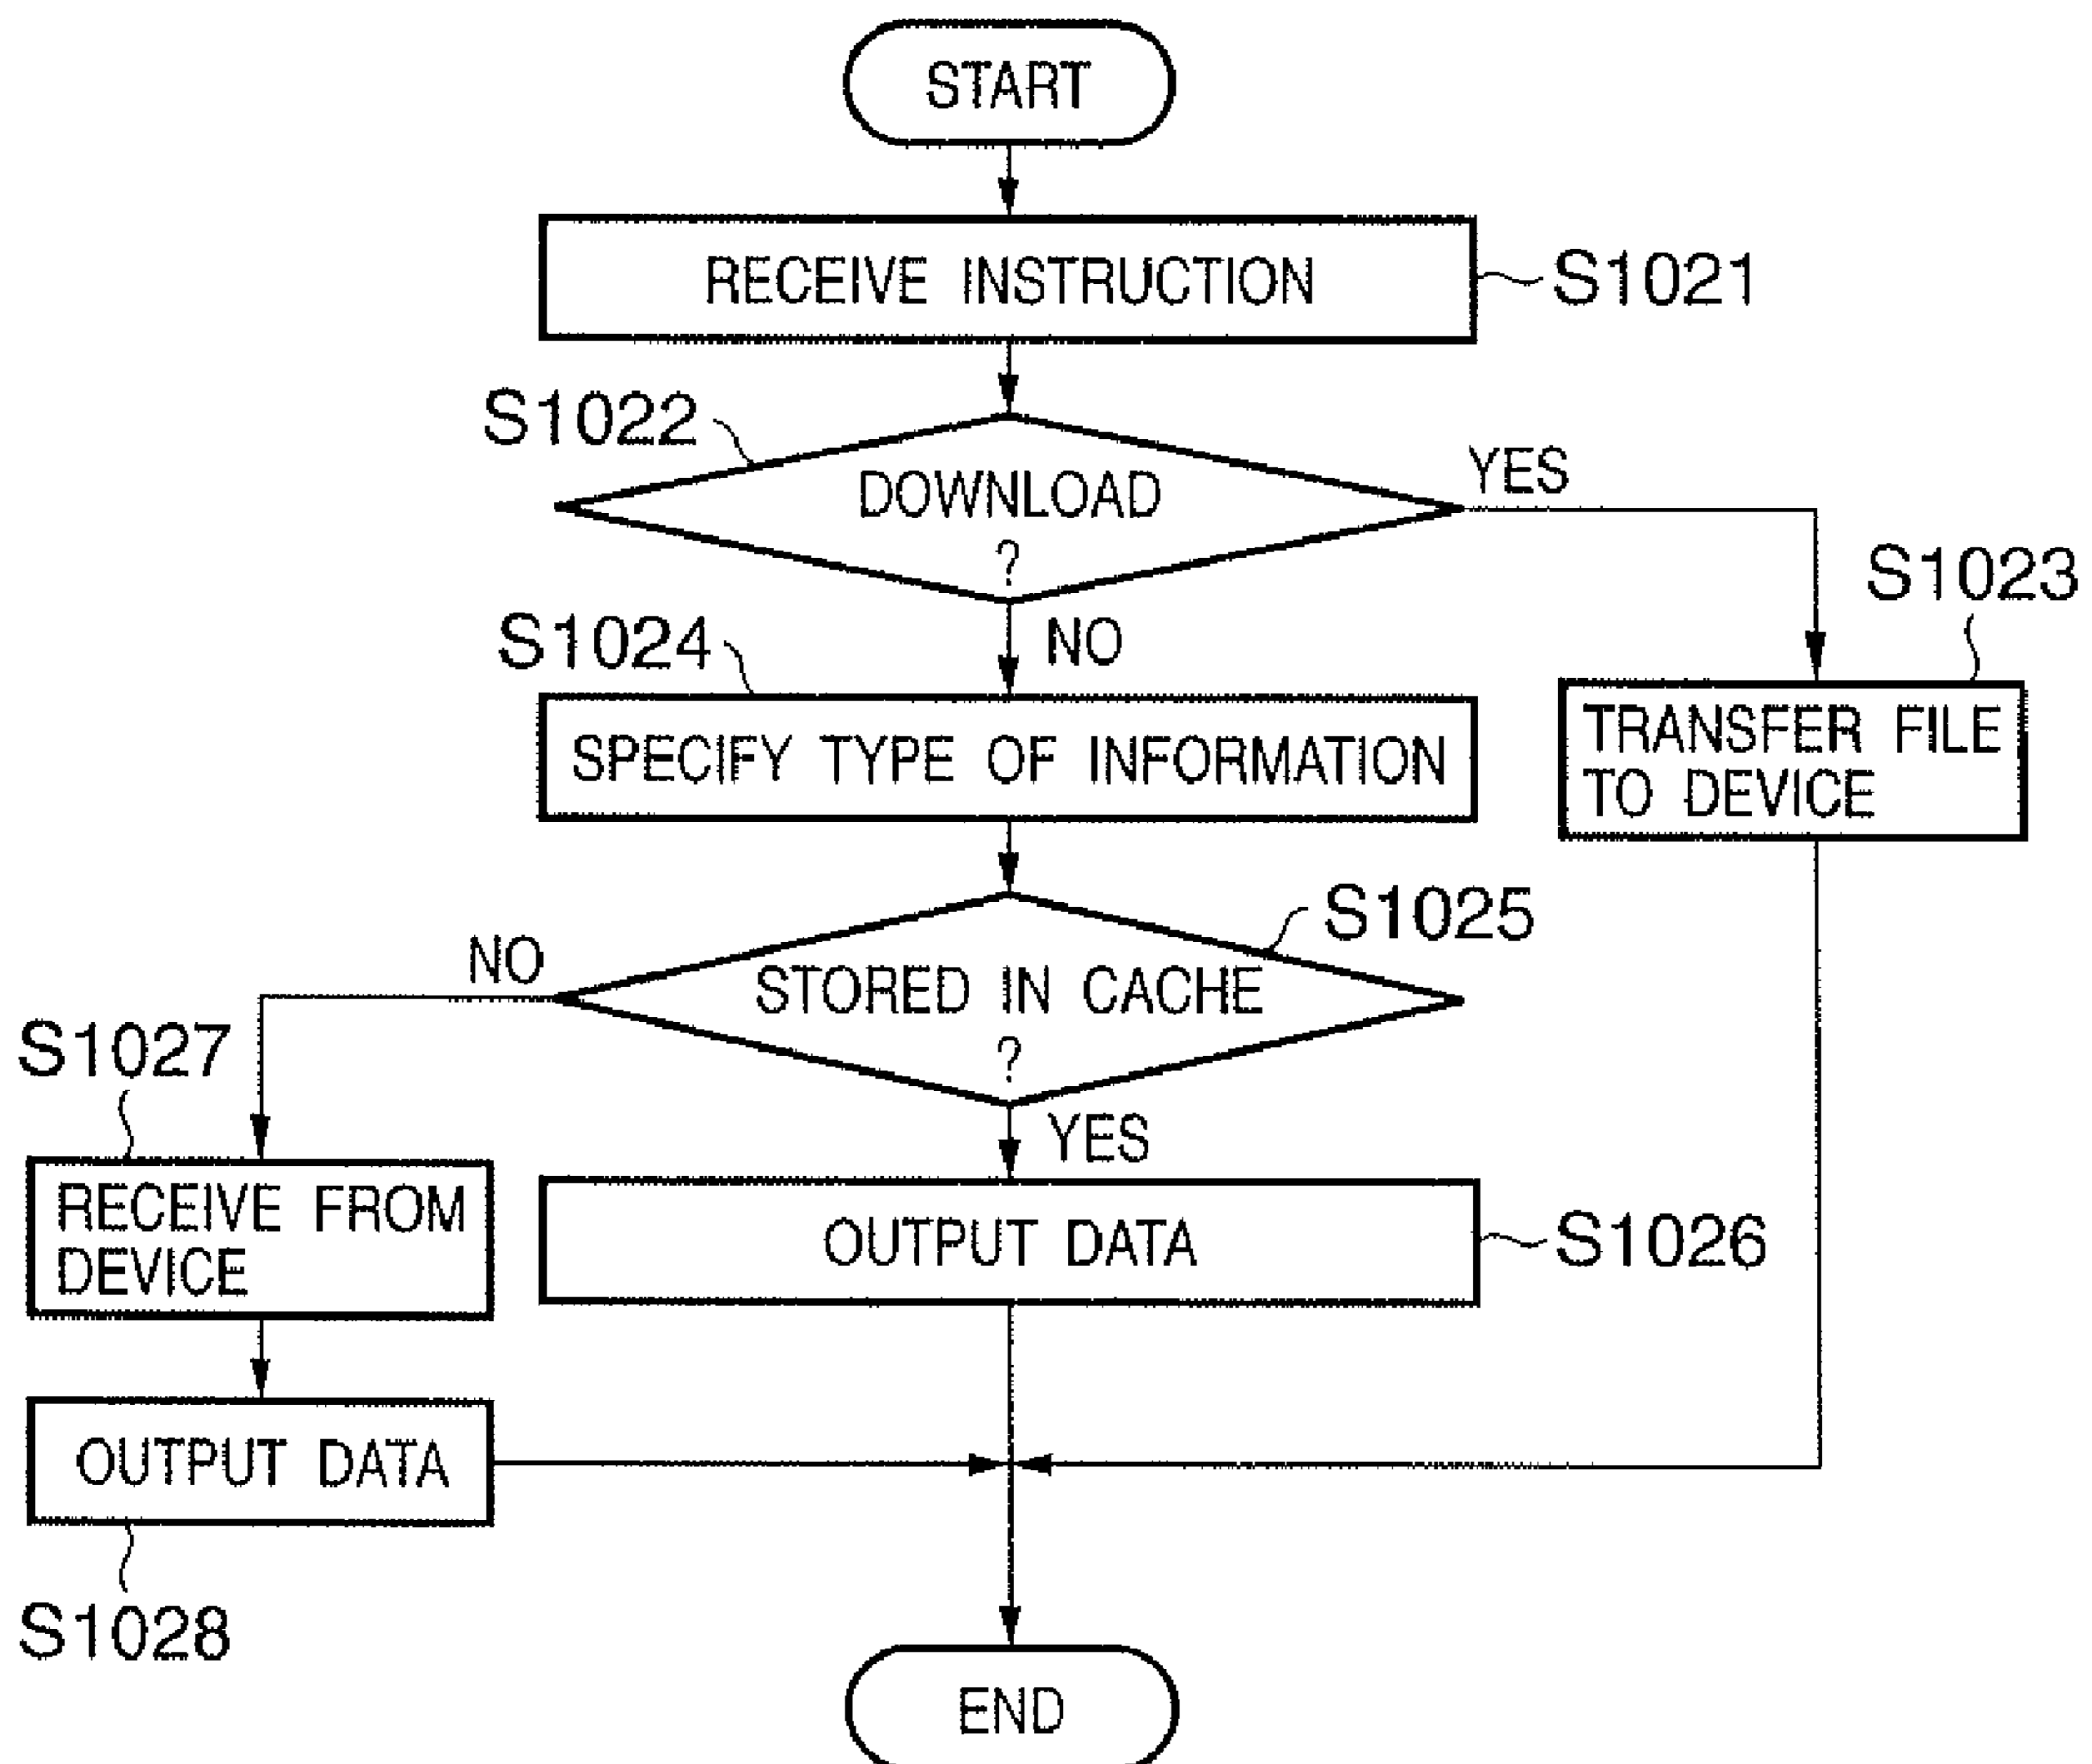 START
RECEIVE INSTRUCTION
S1021
S1022
DOWNLOAD
?
YES
S1023
NO
S1024
TRANSFER FILE
TO DEVICE
SPECIFY TYPE OF INFORMATION
S1025
STORED IN CACHE
?
NO
S1027
YES
RECEIVE FROM
DEVICE
OUTPUT DATA
S1026
OUTPUT DATA
S1028
END